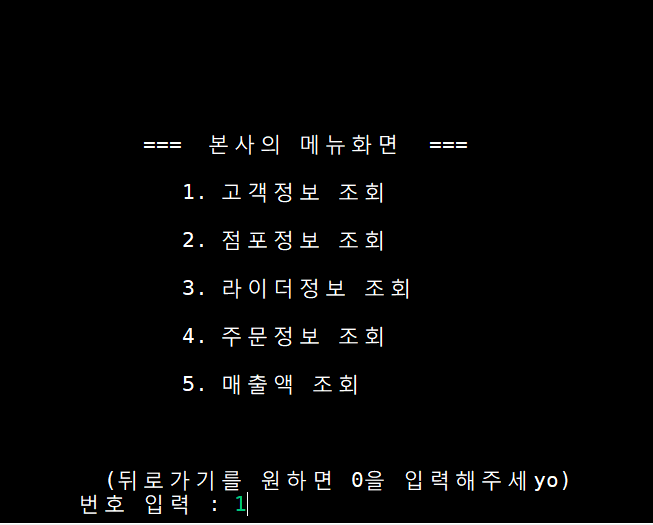 === 본사의 메뉴화면 ===
1. 고객정보 조회
2. 점포정보 조회
3. 라이더정보 조회
4. 주문정보 조회
5. 매출액 조회
(뒤로가기를 원하면 0을 입력해주세yo)
번호 입력 : 1